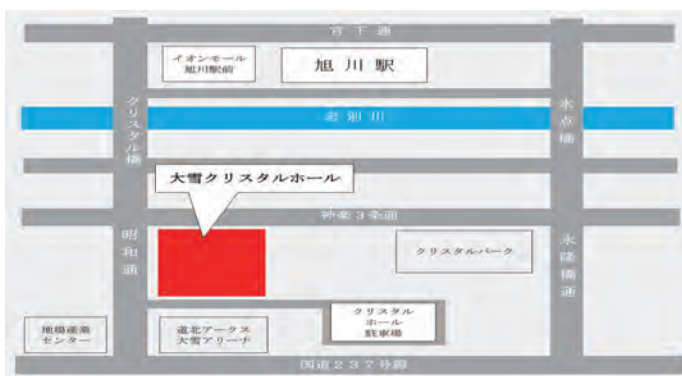 宮下通
イオンモール
旭川駅前
旭川駅
クリスタル橋
忠別川
氷点橋
大雪クリスタルホール
神楽3条通
昭和通
クリスタルパーク
永隆橋通
地場産業
センター
道北アークス
大雪アリーナ
クリスタル
ホール
駐車場
国道237号線